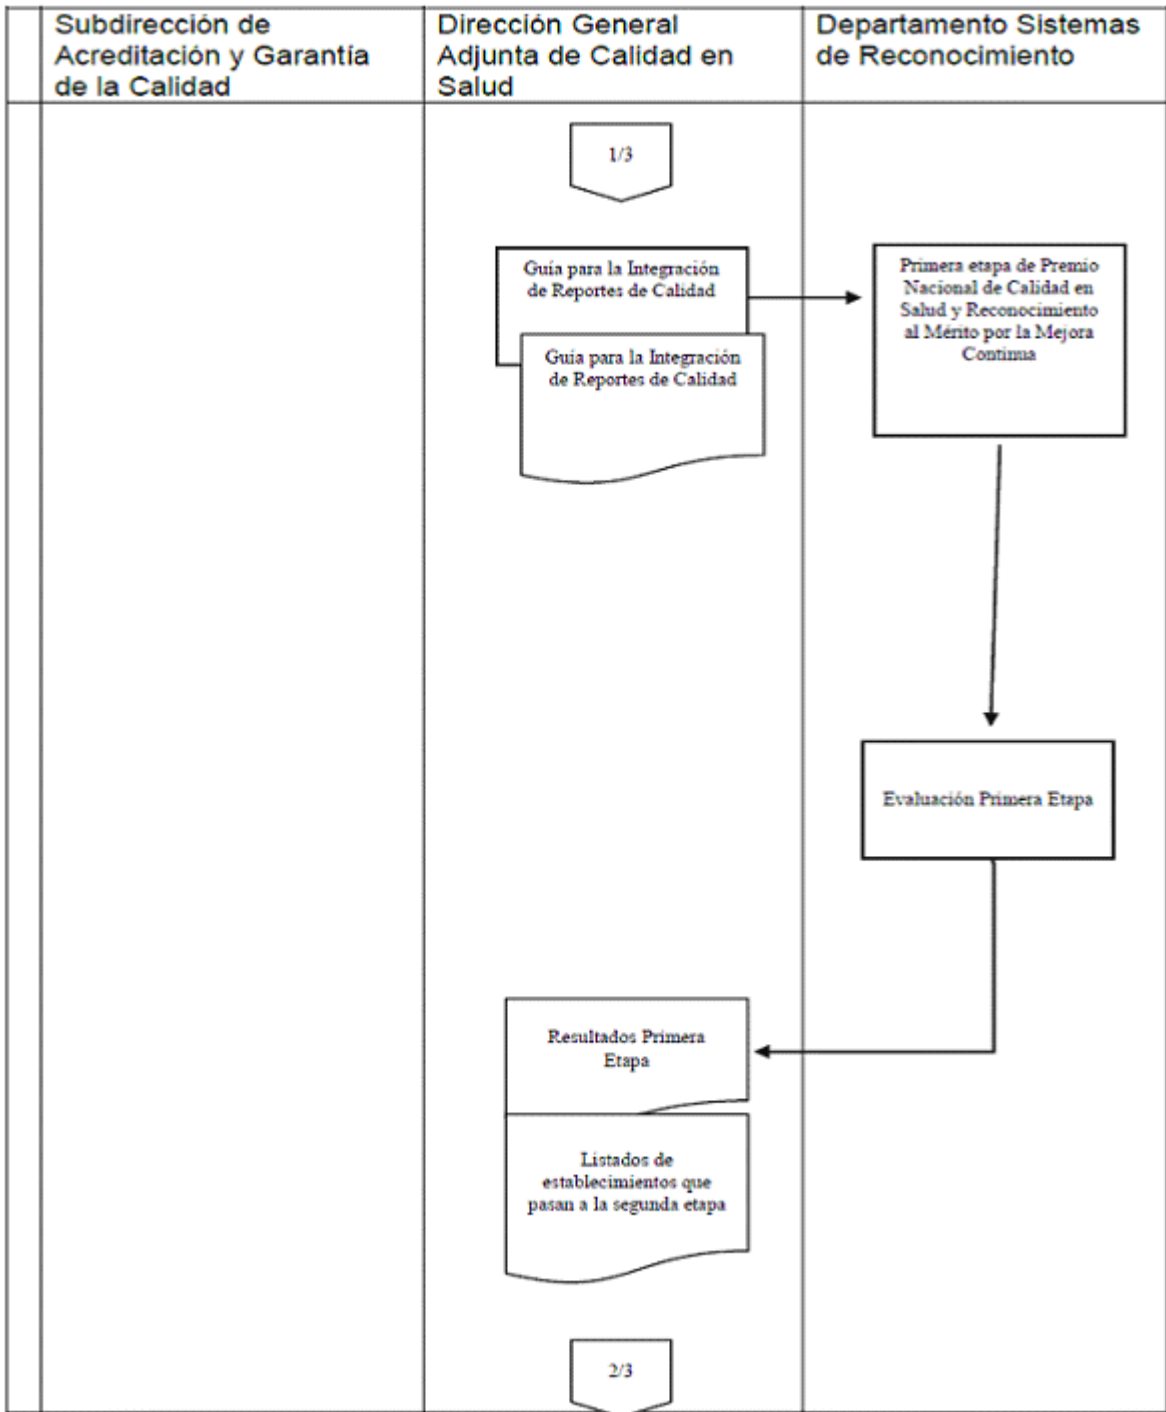 Subdirección de
Acreditación y Garantía
de la Calidad
Dirección General
Adjunta de Calidad en
Salud
Departamento Sistemas
de Reconocimiento
1/3
Guía para la Integración
de Reportes de Calidad
Primera etapa de Premio
Nacional de Calidad en
Salud y Reconocimiento
al Mérito por la Mejora
Continua
Guía para la Integración
de Reportes de Calidad
Evaluación Primera Etapa
Resultados Primera
Etapa
Listados de
establecimientos que
pasan a la segunda etapa
2/3